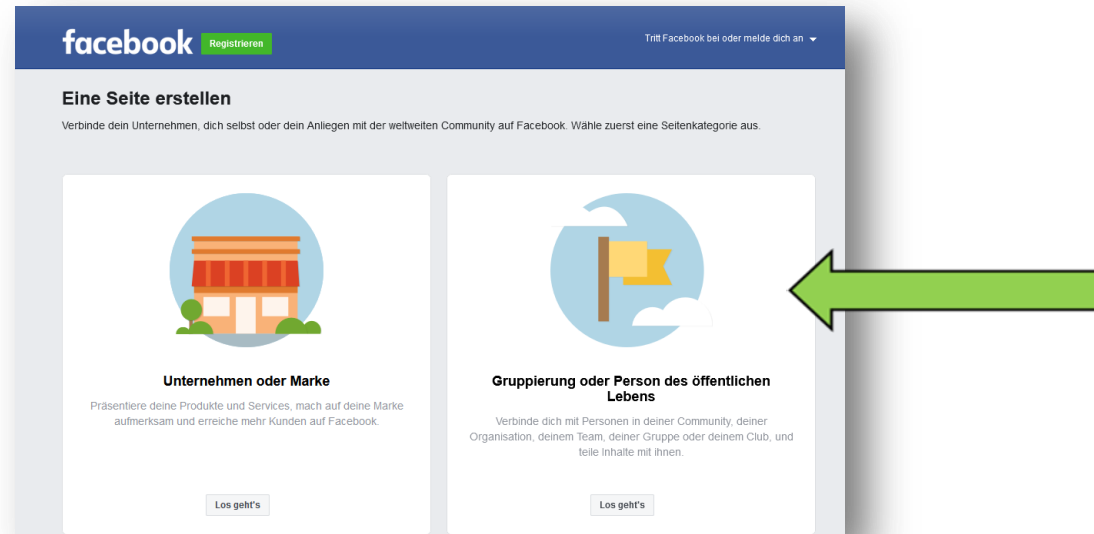 facebook Registrieren Tritt Facebook bei oder melde dich an
Eine Seite erstellen
Verbinde dein Unternehmen, dich selbst oder dein Anliegen mit der weltweiten Community auf Facebook. Wähle zuerst eine Seitenkategorie aus.
Unternehmen oder Marke
Präsentiere deine Produkte und Services, mach auf deine Marke
aufmerksam und erreiche mehr Kunden auf Facebook.
Los geht's
Gruppierung oder Person des öffentlichen
Lebens
Verbinde dich mit Personen in deiner Community, deiner
Organisation, deinem Team, deiner Gruppe oder deinem Club, und
teile Inhalte mit ihnen.
Los geht's